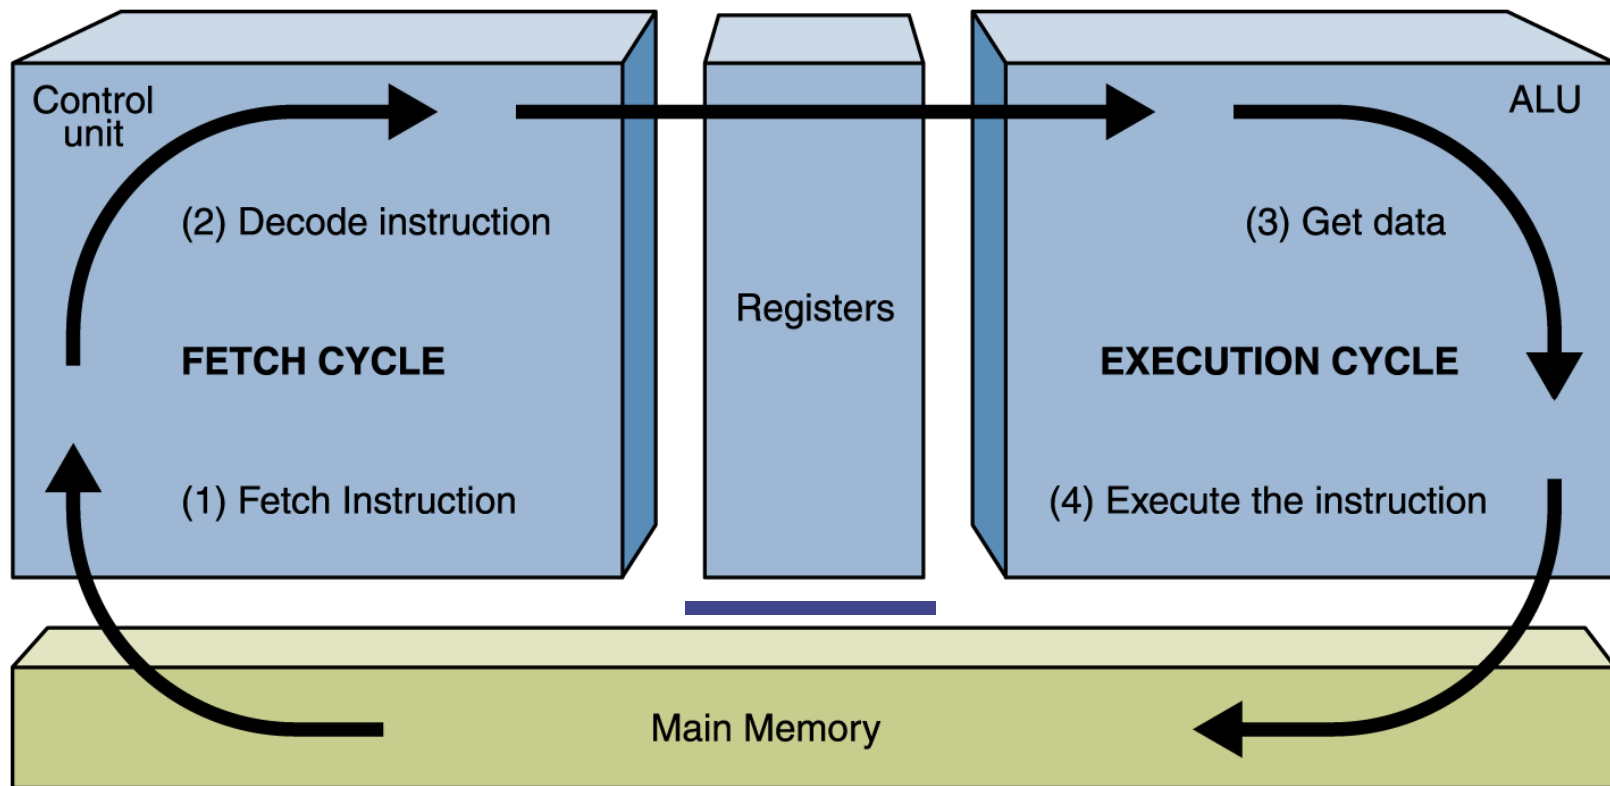 Control
unit
ALU
(2) Decode instruction
(3) Get data
Registers
FETCH CYCLE
EXECUTION CYCLE
(1) Fetch Instruction
(4) Execute the instruction
Main Memory